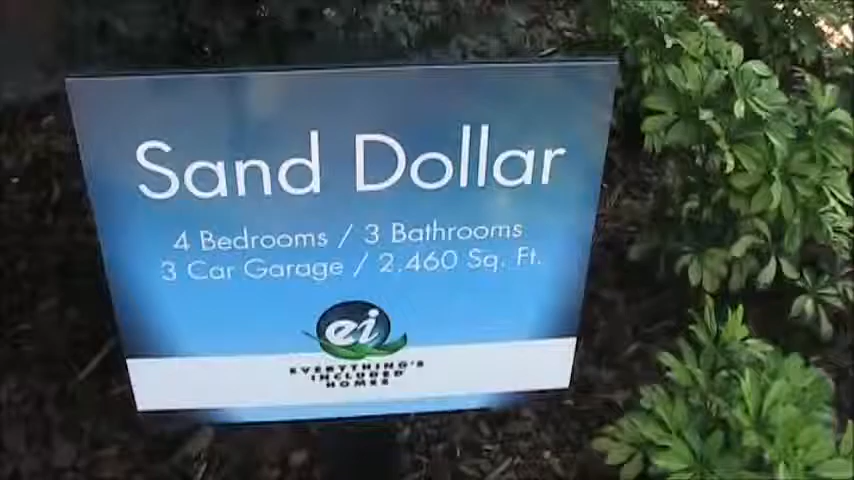 Sand Dollar
4 Bedrooms / 3 Bathrooms
3 Car Garage / 2,460 Sq. Ft.
ei
EVERYTHING'S
INCLUDED
HOMES